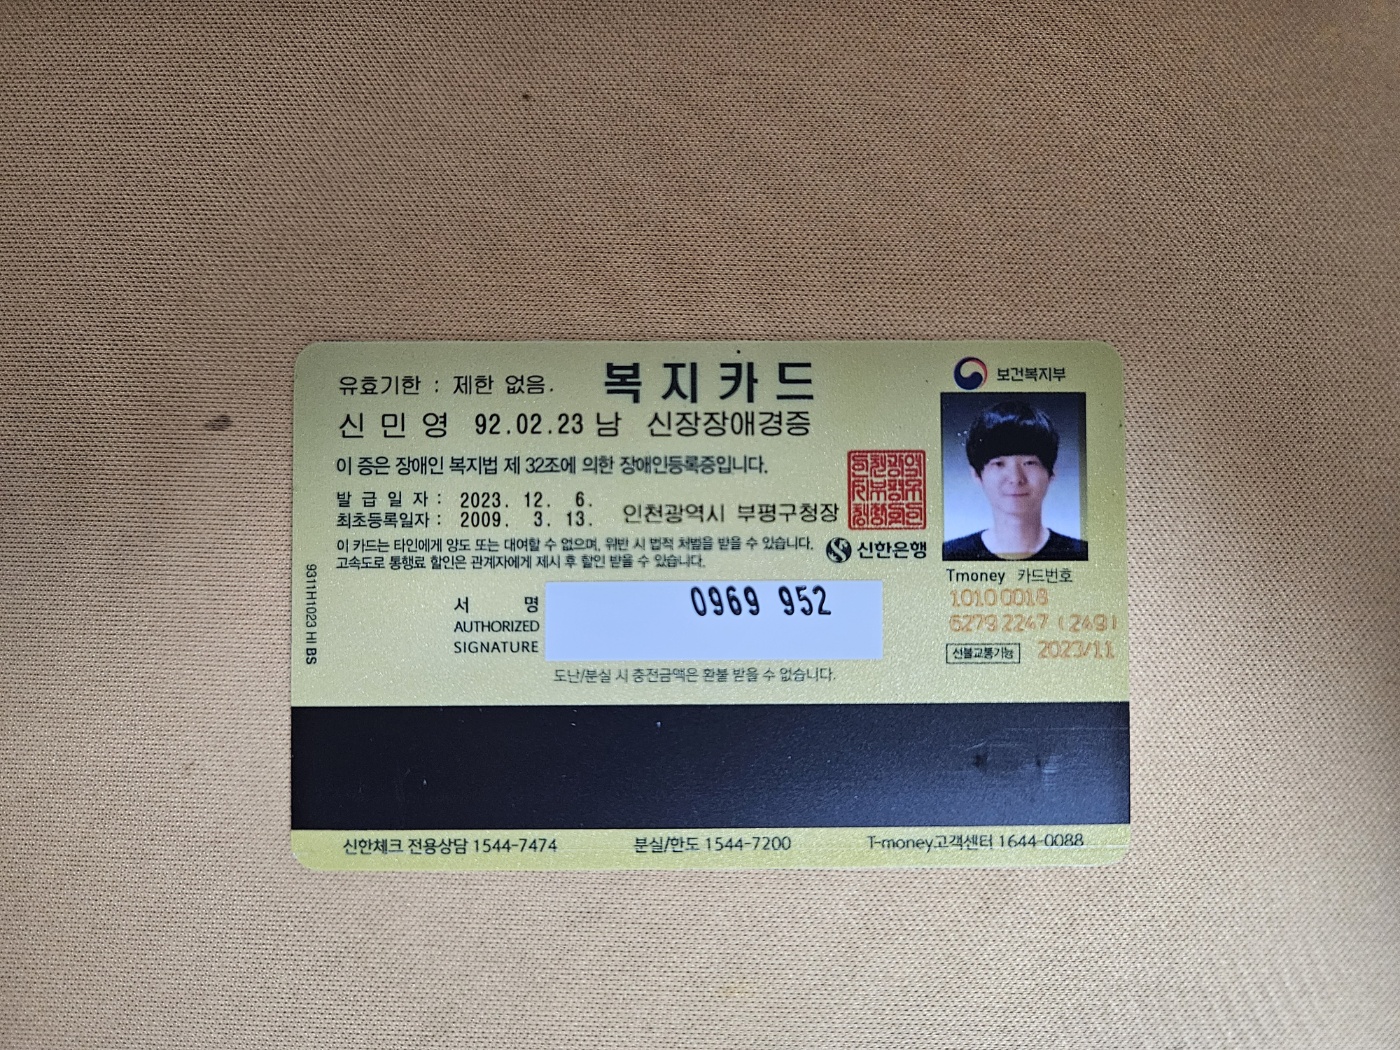 유효기한 : 제한 없음.
복지카드
보건복지부
신 민 영 92.02.23 남 신장장애경증
이 증은 장애인 복지법 제 32조에 의한 장애인등록증입니다.
발 급 일 자 : 2023. 12. 6.
최초등록일자 : 2009. 3. 13.
인천광역시 부평구청장
이 카드는 타인에게 양도 또는 대여할 수 없으며, 위반 시 법적 처벌을 받을 수 있습니다.
고속도로 통행료 할인은 관계자에게 제시 후 할인 받을 수 있습니다.
신한은행
Tmoney 카드번호
10100018
52792247 (249)
선불교통기능 2023/11
9311H1023 HI BS
서 명
AUTHORIZED
SIGNATURE
0969 952
도난/분실 시 충전금액은 환불 받을 수 없습니다.
신한체크 전용상담 1544-7474 분실/한도 1544-7200 T-money고객센터 1644-0088